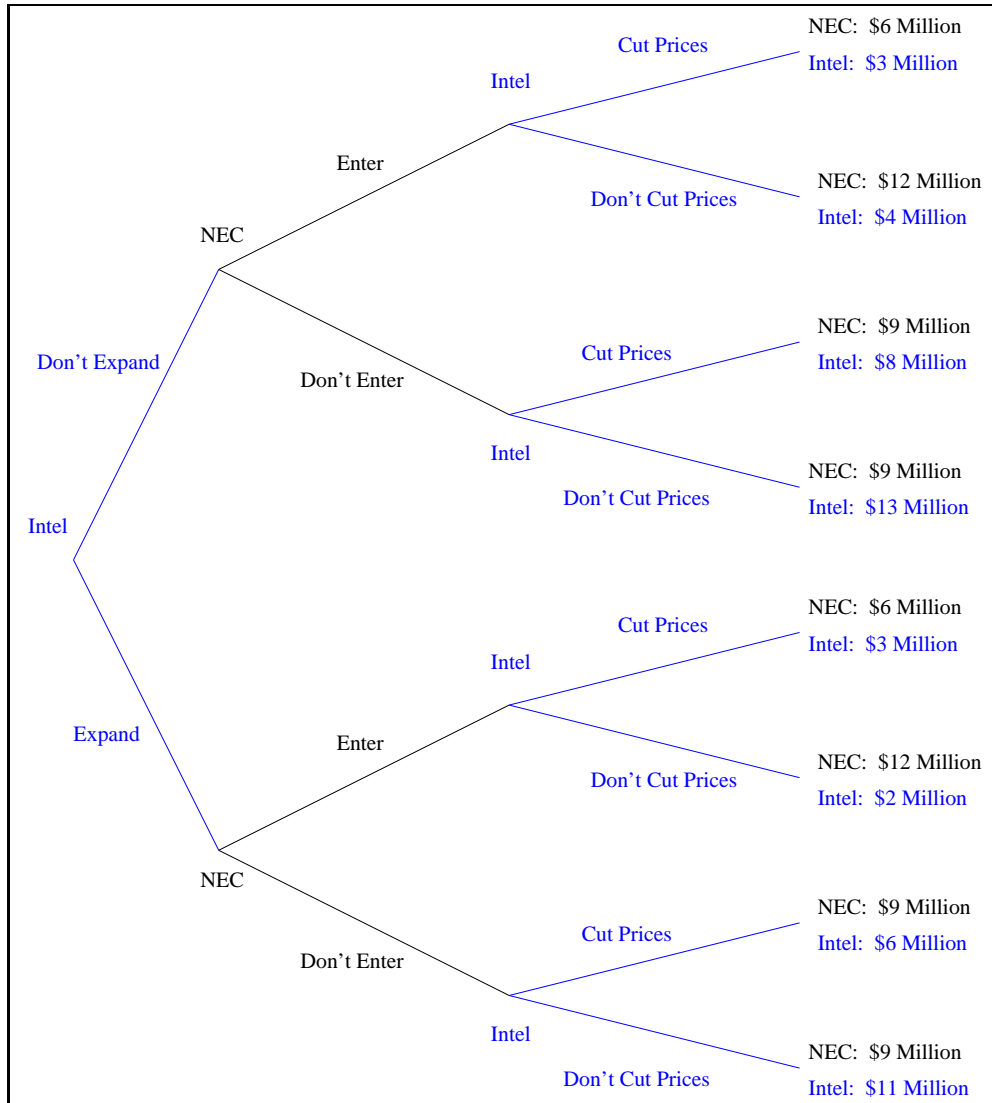 NEC:  $6 Million
Cut Prices
Intel:  $3 Million
Intel
Enter
NEC:  $12 Million
Don't Cut Prices
Intel:  $4 Million
NEC
NEC:  $9 Million
Cut Prices
Intel:  $8 Million
Don't Expand
Don't Enter
Intel
NEC:  $9 Million
Don't Cut Prices
Intel:  $13 Million
Intel
NEC:  $6 Million
Cut Prices
Intel:  $3 Million
Intel
Expand
Enter
NEC:  $12 Million
Don't Cut Prices
Intel:  $2 Million
NEC
NEC:  $9 Million
Cut Prices
Intel:  $6 Million
Don't Enter
Intel
NEC:  $9 Million
Don't Cut Prices
Intel:  $11 Million